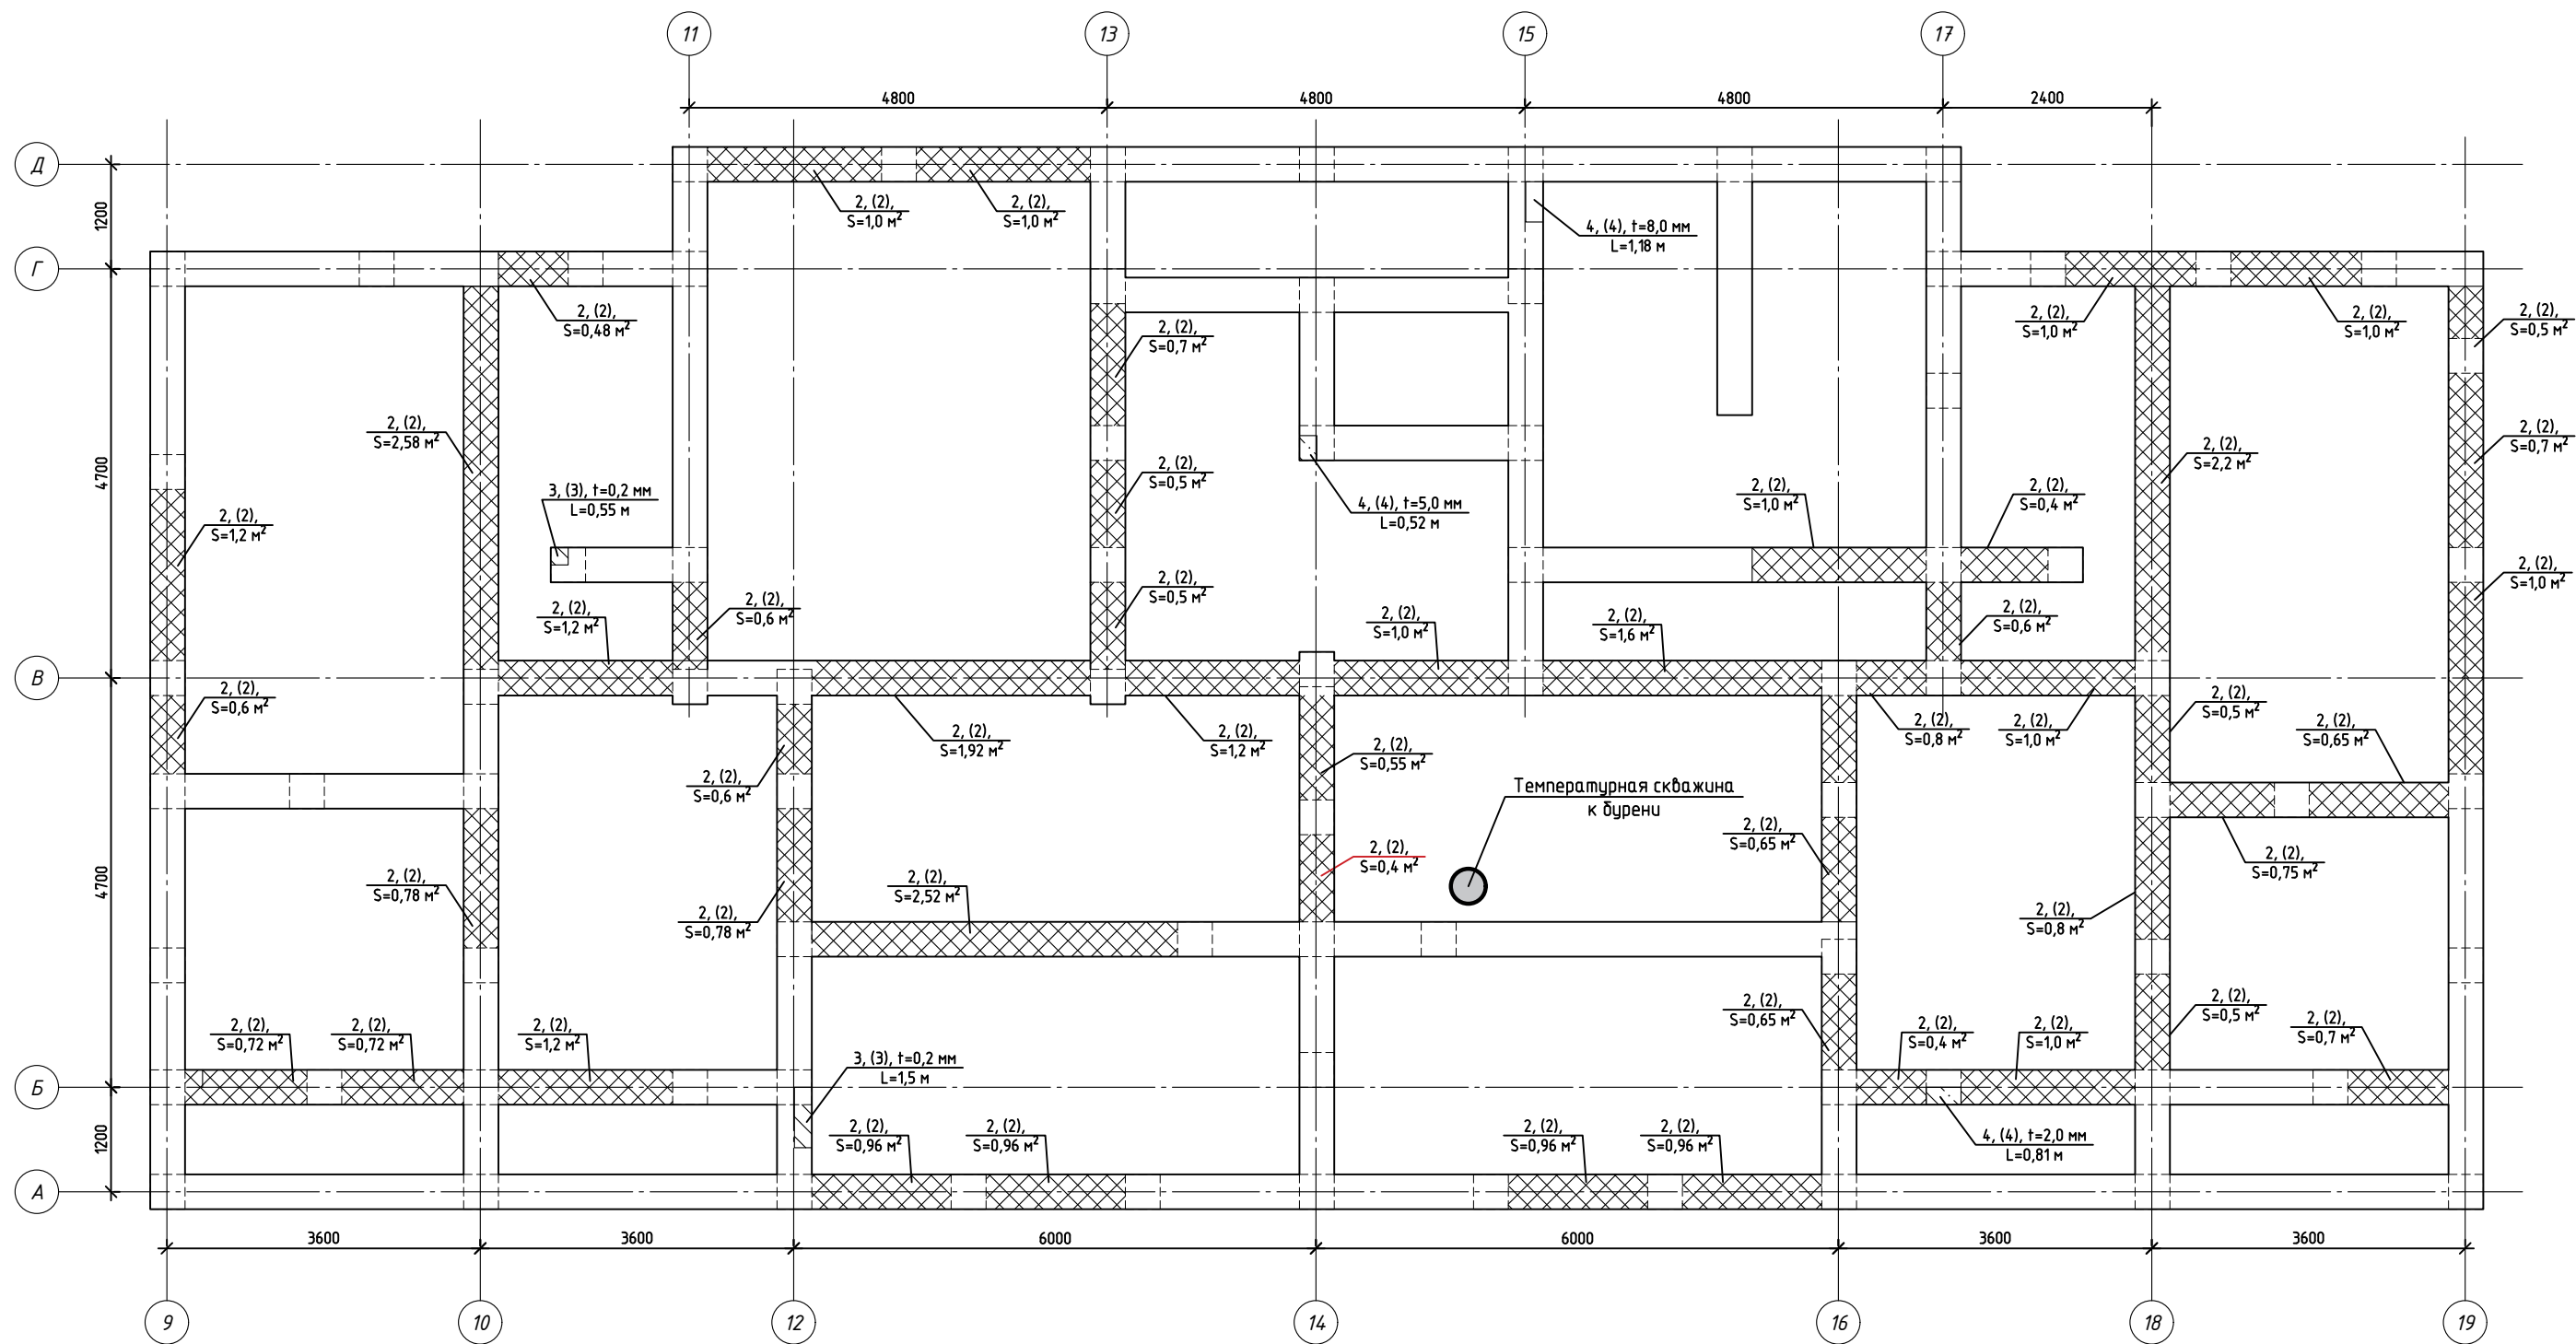 11
13
15
17
4800
4800
4800
2400
Д
1200
2, (2),
S=1,0 м²
2, (2),
S=1,0 м²
4, (4), t=8,0 мм
L=1,18 м
Г
2, (2),
S=0,48 м²
2, (2),
S=0,7 м²
2, (2),
S=1,0 м²
2, (2),
S=1,0 м²
2, (2),
S=0,5 м²
4700
2, (2),
S=2,58 м²
2, (2),
S=0,5 м²
2, (2),
S=2,2 м²
2, (2),
S=0,7 м²
3, (3), t=0,2 мм
L=0,55 м
4, (4), t=5,0 мм
L=0,52 м
2, (2),
S=1,0 м²
2, (2),
S=0,4 м²
2, (2),
S=1,2 м²
2, (2),
S=0,5 м²
2, (2),
S=1,0 м²
2, (2),
S=1,2 м²
2, (2),
S=0,6 м²
2, (2),
S=1,0 м²
2, (2),
S=1,6 м²
2, (2),
S=0,6 м²
В
2, (2),
S=0,6 м²
2, (2),
S=1,92 м²
2, (2),
S=1,2 м²
2, (2),
S=0,8 м²
2, (2),
S=1,0 м²
2, (2),
S=0,5 м²
2, (2),
S=0,65 м²
2, (2),
S=0,6 м²
2, (2),
S=0,55 м²
Температурная скважина
к бурени
4700
2, (2),
S=0,78 м²
2, (2),
S=0,78 м²
2, (2),
S=2,52 м²
2, (2),
S=0,4 м²
2, (2),
S=0,65 м²
2, (2),
S=0,75 м²
2, (2),
S=0,8 м²
2, (2),
S=0,72 м²
2, (2),
S=0,72 м²
2, (2),
S=1,2 м²
2, (2),
S=0,65 м²
2, (2),
S=0,4 м²
2, (2),
S=1,0 м²
2, (2),
S=0,5 м²
2, (2),
S=0,7 м²
3, (3), t=0,2 мм
L=1,5 м
Б
1200
2, (2),
S=0,96 м²
2, (2),
S=0,96 м²
2, (2),
S=0,96 м²
2, (2),
S=0,96 м²
4, (4), t=2,0 мм
L=0,81 м
А
3600
3600
6000
6000
3600
3600
9
10
12
14
16
18
19